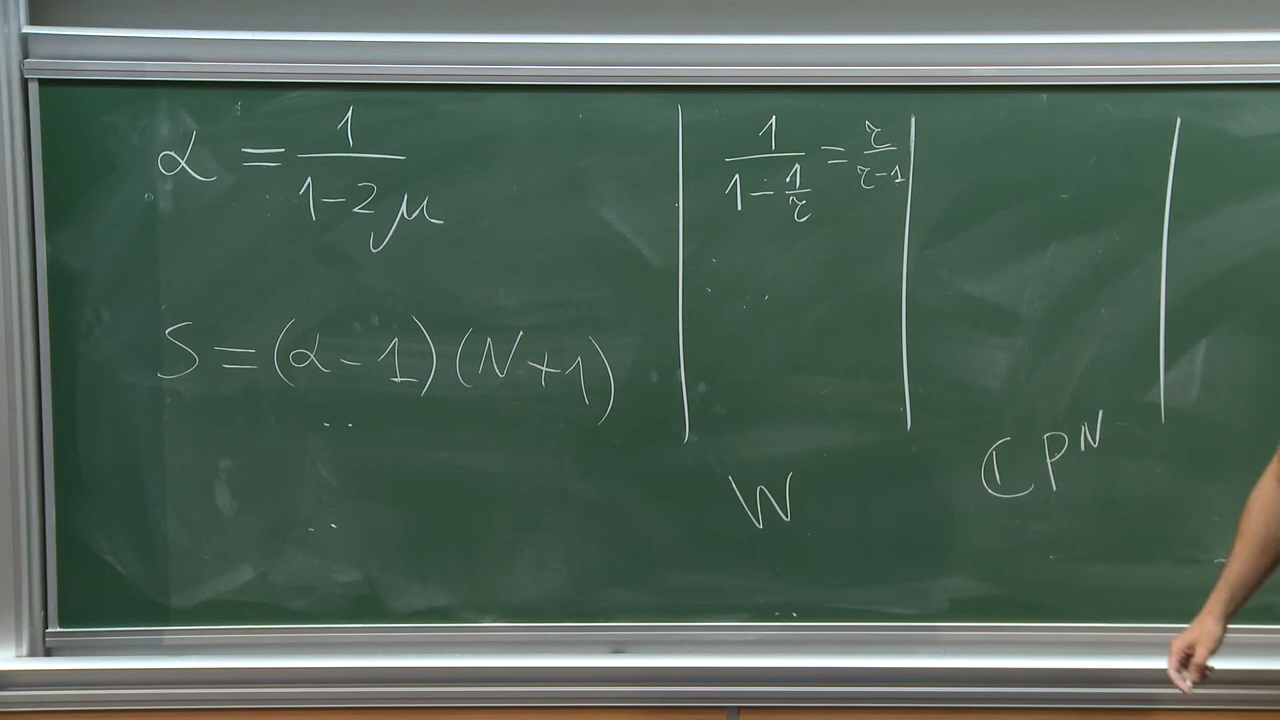 α = 1/(1-2μ)
1/(1-1/τ) = τ/(τ-1)
S = (α-1)(N+1)
W
ℂP^N